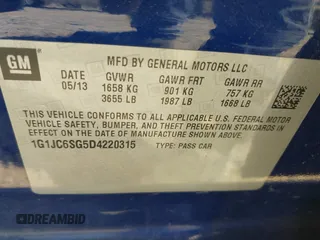 GM
MFD BY GENERAL MOTORS LLC
DATE GVWR GAWR FRT GAWR RR
05/13 1658 KG 901 KG 757 KG
3655 LB 1987 LB 1668 LB
THIS VEHICLE CONFORMS TO ALL APPLICABLE U.S. FEDERAL MOTOR
VEHICLE SAFETY, BUMPER, AND THEFT PREVENTION STANDARDS
IN EFFECT ON THE DATE OF MANUFACTURE SHOWN ABOVE.
1G1JC6SG5D4220315 TYPE: PASS CAR
DREAMBID